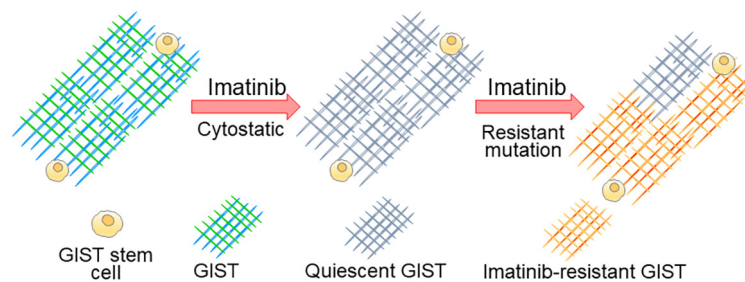 Imatinib
Cytostatic
Imatinib
Resistant
mutation
GIST stem
cell
GIST
Quiescent GIST
Imatinib-resistant GIST